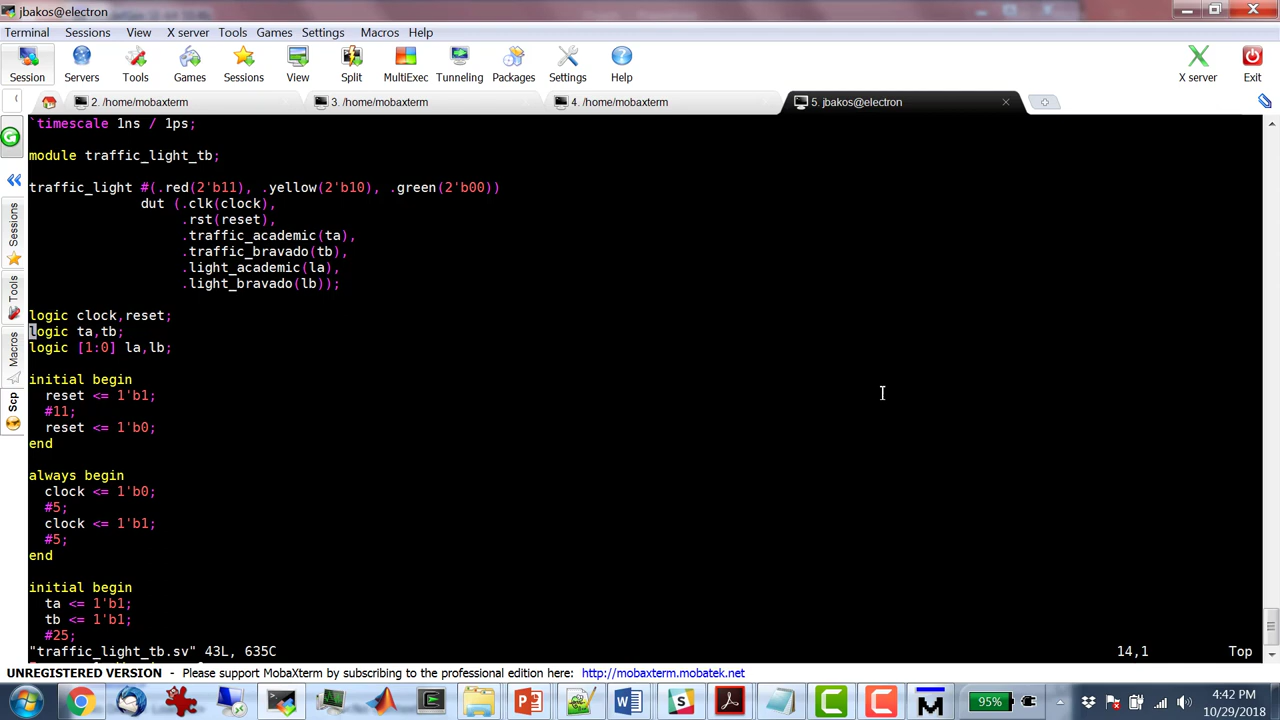 jbakos@electron
Terminal Sessions View X server Tools Games Settings Macros Help
Session Servers Tools Games Sessions View Split MultiExec Tunneling Packages Settings Help X server Exit
2. /home/mobaxterm 3. /home/mobaxterm 4. /home/mobaxterm 5. jbakos@electron
Sessions
Tools
Macros
Scp
`timescale 1ns / 1ps;
module traffic_light_tb;
traffic_light #(.red(2'b11), .yellow(2'b10), .green(2'b00))
dut (.clk(clock),
.rst(reset),
.traffic_academic(ta),
.traffic_bravado(tb),
.light_academic(la),
.light_bravado(lb));
logic clock,reset;
logic ta,tb;
logic [1:0] la,lb;
initial begin
reset <= 1'b1;
#11;
reset <= 1'b0;
end
always begin
clock <= 1'b0;
#5;
clock <= 1'b1;
#5;
end
initial begin
ta <= 1'b1;
tb <= 1'b1;
#25;
"traffic_light_tb.sv" 43L, 635C 14,1 Top
UNREGISTERED VERSION - Please support MobaXterm by subscribing to the professional edition here: http://mobaxterm.mobatek.net
95%
4:42 PM
10/29/2018